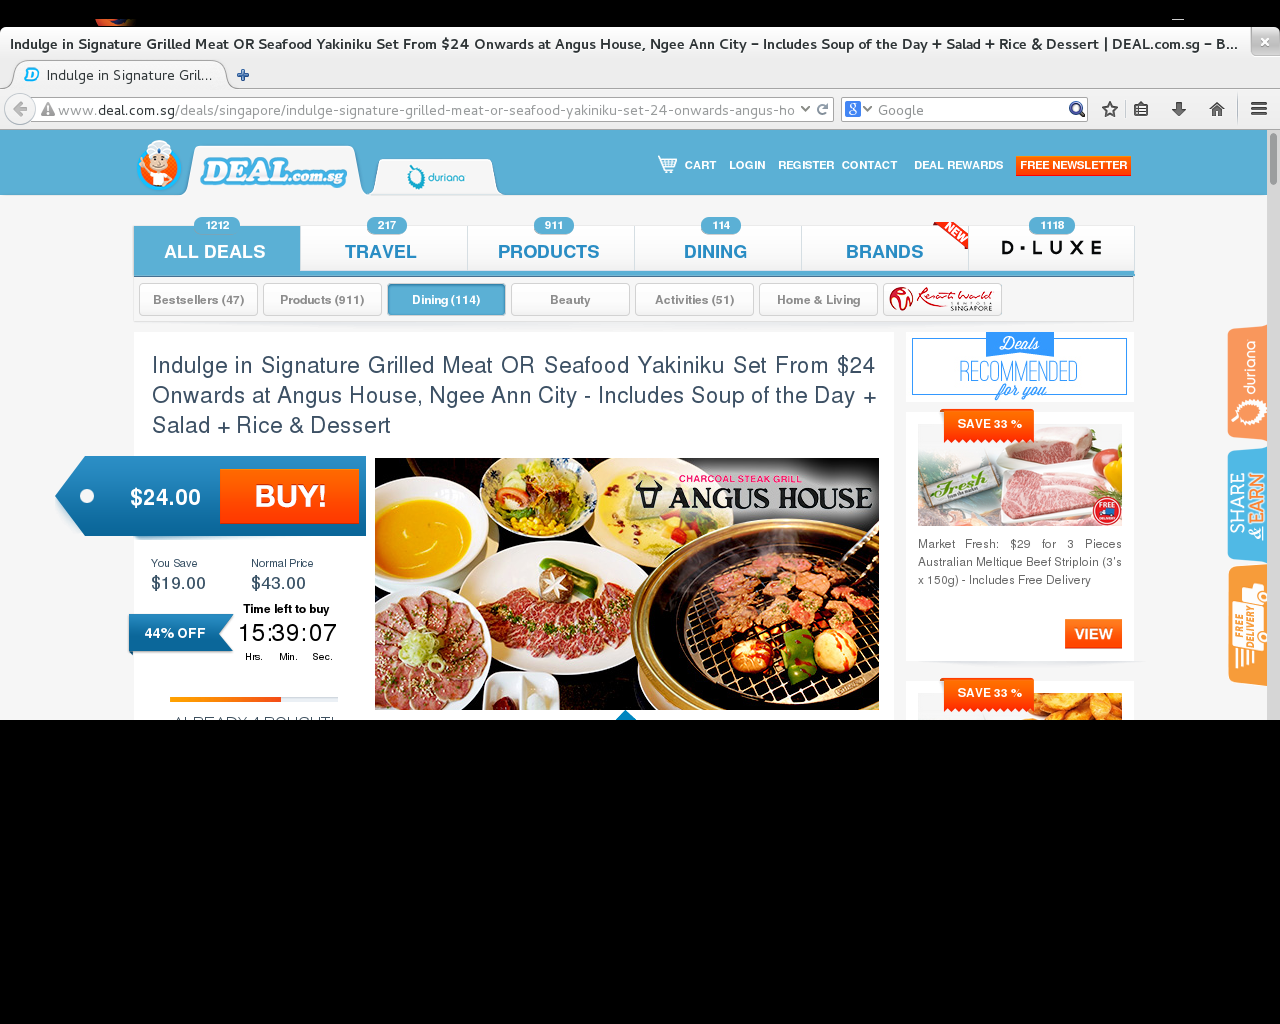 Indulge in Signature Grilled Meat OR Seafood Yakiniku Set From $24 Onwards at Angus House, Ngee Ann City – Includes Soup of the Day + Salad + Rice & Dessert | DEAL.com.sg – B...
Indulge in Signature Gril...
www.deal.com.sg/deals/singapore/indulge-signature-grilled-meat-or-seafood-yakiniku-set-24-onwards-angus-ho
Google
DEAL.com.sg
duriana
CART LOGIN REGISTER CONTACT DEAL REWARDS FREE NEWSLETTER
1212 217 911 114 1118
ALL DEALS TRAVEL PRODUCTS DINING BRANDS NEW D·LUXE
Bestsellers (47) Products (911) Dining (114) Beauty Activities (51) Home & Living Resorts World SENTOSA SINGAPORE
Indulge in Signature Grilled Meat OR Seafood Yakiniku Set From $24
Onwards at Angus House, Ngee Ann City - Includes Soup of the Day +
Salad + Rice & Dessert
$24.00 BUY!
You Save Normal Price
$19.00 $43.00
Time left to buy
44% OFF 15:39:07
Hrs. Min. Sec.
ALREADY 4 BOUGHT!
CHARCOAL STEAK GRILL
ANGUS HOUSE
Deals
RECOMMENDED
for you
SAVE 33 %
Fresh
from the market
FREE
DELIVERY
Market Fresh: $29 for 3 Pieces
Australian Meltique Beef Striploin (3's
x 150g) - Includes Free Delivery
VIEW
SAVE 33 %
duriana
SHARE
& EARN
FREE
DELIVERY